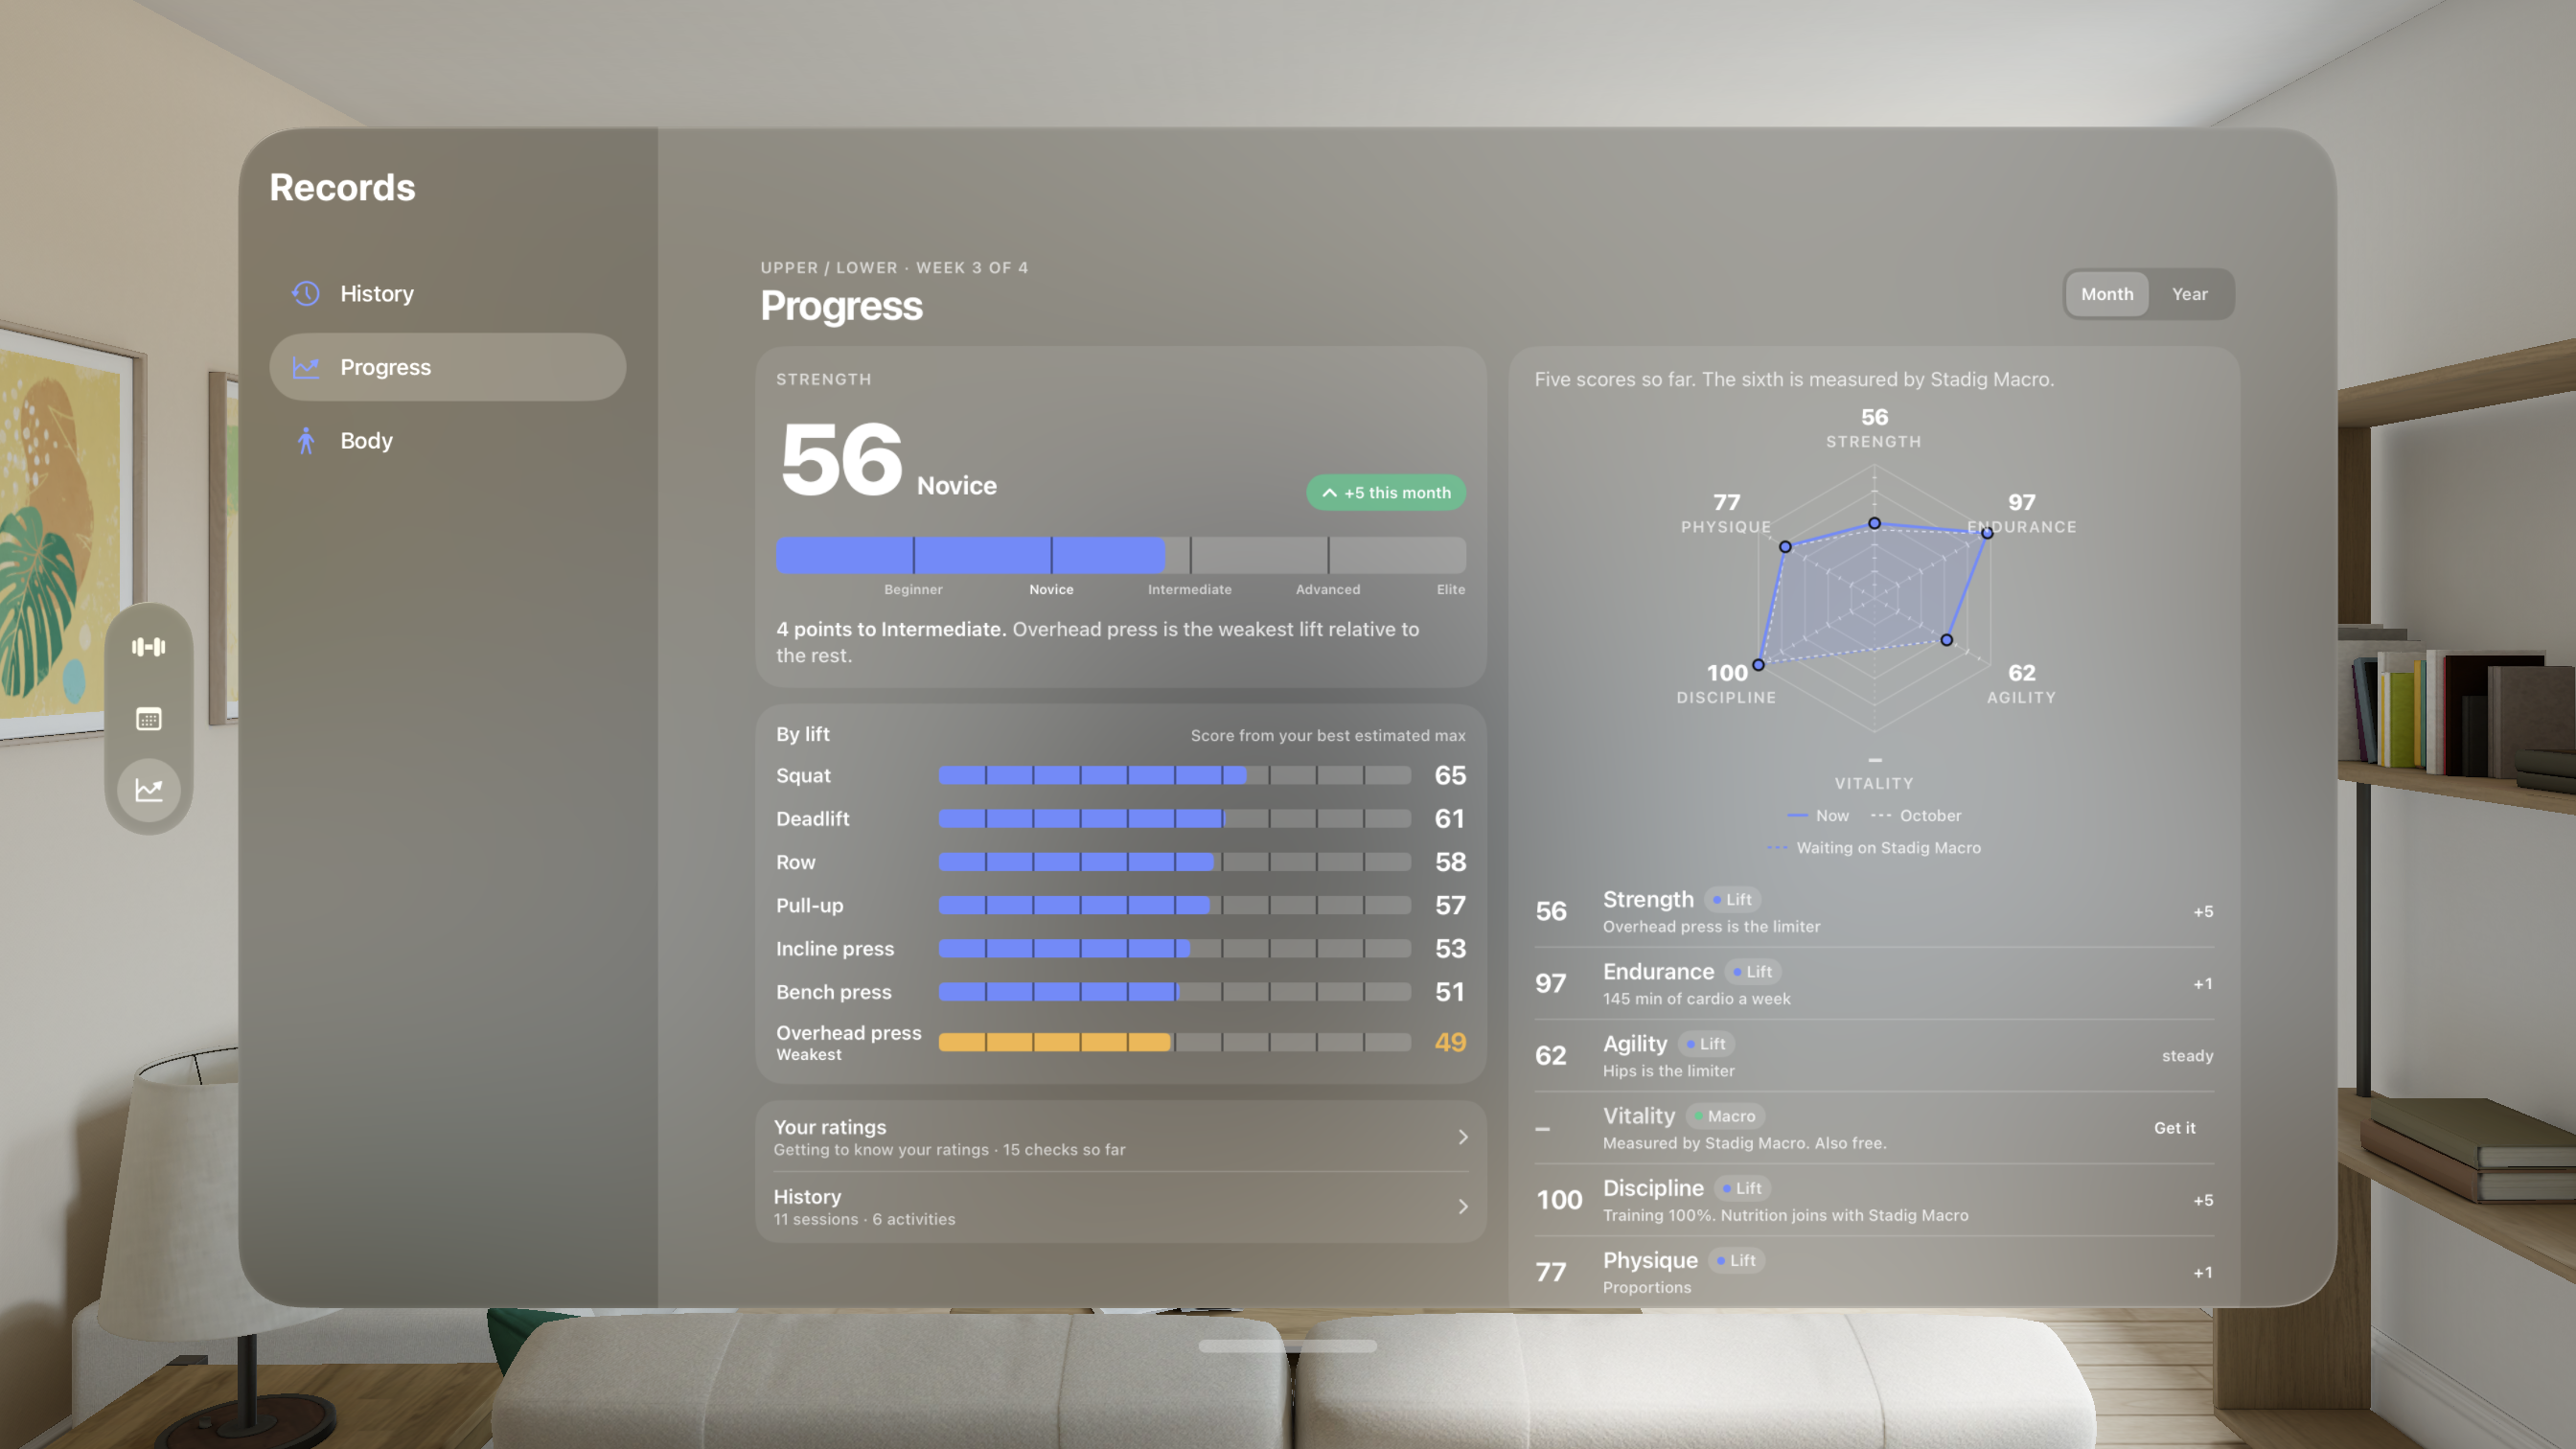 Records
History
Progress
Body
UPPER / LOWER · WEEK 3 OF 4
Progress
Month
Year
STRENGTH
56 Novice
+5 this month
Beginner
Novice
Intermediate
Advanced
Elite
4 points to Intermediate. Overhead press is the weakest lift relative to
the rest.
By lift
Score from your best estimated max
Squat 65
Deadlift 61
Row 58
Pull-up 57
Incline press 53
Bench press 51
Overhead press 49
Weakest
Your ratings
Getting to know your ratings · 15 checks so far
History
11 sessions · 6 activities
Five scores so far. The sixth is measured by Stadig Macro.
56
STRENGTH
77
PHYSIQUE
97
ENDURANCE
100
DISCIPLINE
62
AGILITY
–
VITALITY
Now
October
Waiting on Stadig Macro
56 Strength Lift +5
Overhead press is the limiter
97 Endurance Lift +1
145 min of cardio a week
62 Agility Lift steady
Hips is the limiter
– Vitality Macro Get it
Measured by Stadig Macro. Also free.
100 Discipline Lift +5
Training 100%. Nutrition joins with Stadig Macro
77 Physique Lift +1
Proportions